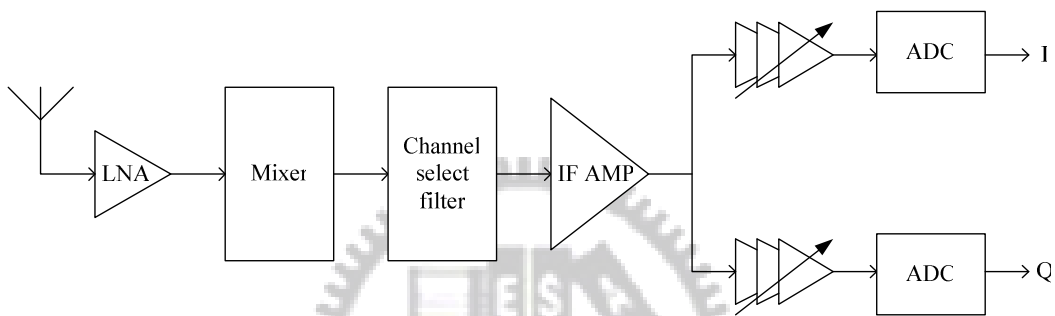 LNA
Mixer
Channel
select
filter
IF AMP
ADC
I
ADC
Q
E S A